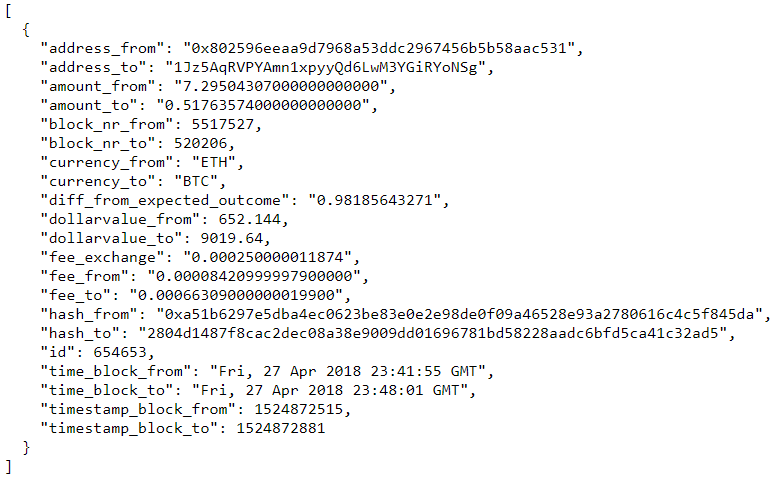 [
  {
    "address_from": "0x802596eeaa9d7968a53ddc2967456b5b58aac531",
    "address_to": "1Jz5AqRVPYAmn1xpyyQd6LwM3YGiRYoNSg",
    "amount_from": "7.29504307000000000000",
    "amount_to": "0.51763574000000000000",
    "block_nr_from": 5517527,
    "block_nr_to": 520206,
    "currency_from": "ETH",
    "currency_to": "BTC",
    "diff_from_expected_outcome": "0.98185643271",
    "dollarvalue_from": 652.144,
    "dollarvalue_to": 9019.64,
    "fee_exchange": "0.000250000011874",
    "fee_from": "0.00008420999997900000",
    "fee_to": "0.00066309000000019900",
    "hash_from": "0xa51b6297e5dba4ec0623be83e0e2e98de0f09a46528e93a2780616c4c5f845da",
    "hash_to": "2804d1487f8cac2dec08a38e9009dd01696781bd58228aadc6bfd5ca41c32ad5",
    "id": 654653,
    "time_block_from": "Fri, 27 Apr 2018 23:41:55 GMT",
    "time_block_to": "Fri, 27 Apr 2018 23:48:01 GMT",
    "timestamp_block_from": 1524872515,
    "timestamp_block_to": 1524872881
  }
]